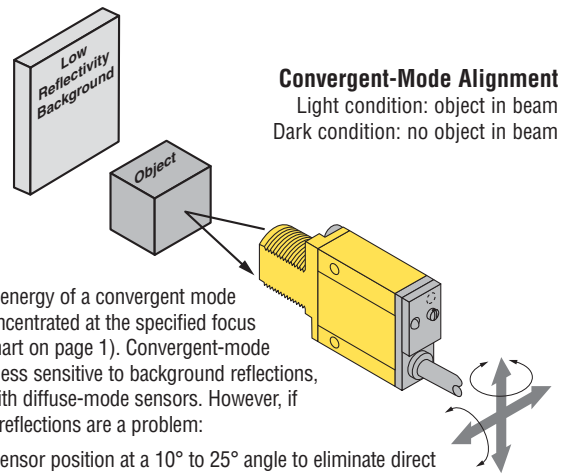 Low
Reflectivity
Background
Object
Convergent-Mode Alignment
Light condition: object in beam
Dark condition: no object in beam
energy of a convergent mode
ncentrated at the specified focus
art on page 1). Convergent-mode
less sensitive to background reflections,
ith diffuse-mode sensors. However, if
reflections are a problem:
ensor position at a 10° to 25° angle to eliminate direct